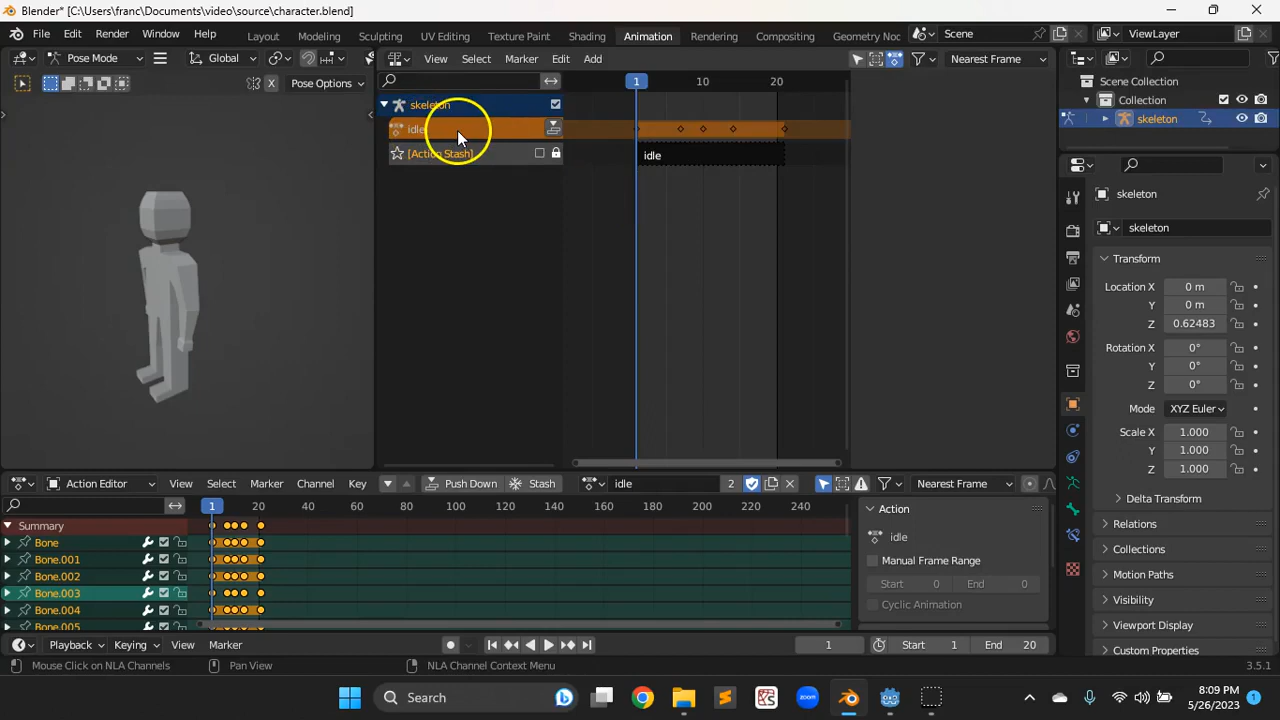 Blender* [C:\Users\franc\Documents\video\source\character.blend]
File Edit Render Window Help Layout Modeling Sculpting UV Editing Texture Paint Shading Animation Rendering Compositing Geometry Noc Scene ViewLayer
Pose Mode Global View Select Marker Edit Add Nearest Frame
X Pose Options 1 10 20 Scene Collection
skeleton Collection
idle skeleton
[Action Stash] idle
skeleton
skeleton
Transform
Location X 0 m
Y 0 m
Z 0.62483
Rotation X 0°
Y 0°
Z 0°
Mode XYZ Euler
Scale X 1.000
Y 1.000
Z 1.000
Action Editor View Select Marker Channel Key Push Down Stash idle 2 Nearest Frame
Delta Transform
1 20 40 60 80 100 120 140 160 180 200 220 240 Action
Relations
Summary idle
Bone Collections
Bone.001 Manual Frame Range
Bone.002 Start 0 End 0 Motion Paths
Bone.003 Cyclic Animation Visibility
Bone.004
Bone.005 Viewport Display
Playback Keying View Marker 1 Start 1 End 20 Custom Properties
Mouse Click on NLA Channels Pan View NLA Channel Context Menu 3.5.1
Search 8:09 PM
5/26/2023 1